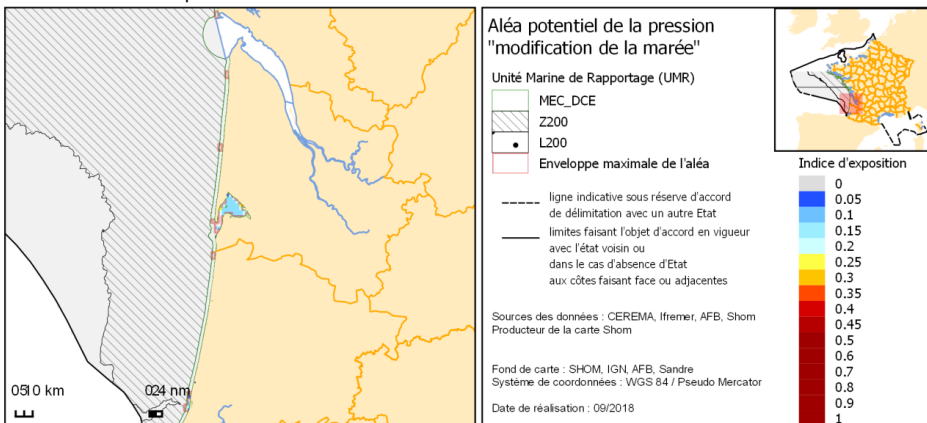 Aléa potentiel de la pression
"modification de la marée"
Unité Marine de Rapportage (UMR)
MEC_DCE
Z200
L200
Enveloppe maximale de l'aléa
ligne indicative sous réserve d'accord
de délimitation avec un autre Etat
limites faisant l'objet d'accord en vigueur
avec l'état voisin ou
dans le cas d'absence d'Etat
aux côtes faisant face ou adjacentes
Sources des données : CEREMA, Ifremer, AFB, Shom
Producteur de la carte Shom
Fond de carte : SHOM, IGN, AFB, Sandre
Système de coordonnées : WGS 84 / Pseudo Mercator
Date de réalisation : 09/2018
Indice d'exposition
0
0.05
0.1
0.15
0.2
0.25
0.3
0.35
0.4
0.45
0.5
0.6
0.7
0.8
0.9
1
0510 km
024 nm